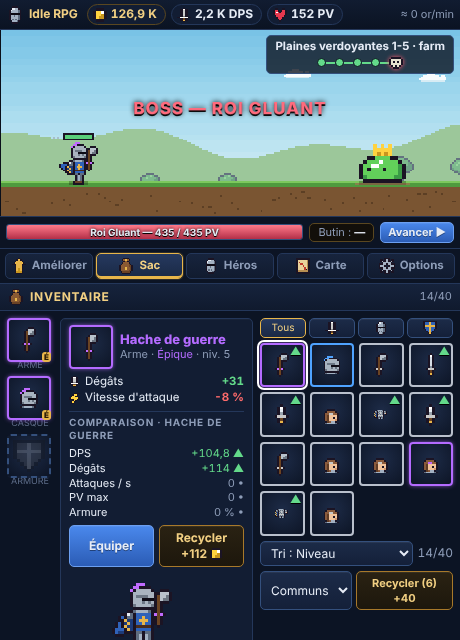 Idle RPG 126,9 K 2,2 K DPS 152 PV ≈ 0 or/min
Plaines verdoyantes 1-5 · farm
BOSS — ROI GLUANT
Roi Gluant — 435 / 435 PV Butin : — Avancer ▶
Améliorer Sac Héros Carte Options
INVENTAIRE 14/40
Tous
É
ARME
É
CASQUE
ARMURE
Hache de guerre
Arme · Épique · niv. 5
Dégâts +31
Vitesse d'attaque -8 %
COMPARAISON · HACHE DE
GUERRE
DPS +104,8 ▲
Dégâts +114 ▲
Attaques / s 0 •
PV max 0 •
Armure 0 % •
Équiper
Recycler
+112
Tri : Niveau 14/40
Communs
Recycler (6)
+40